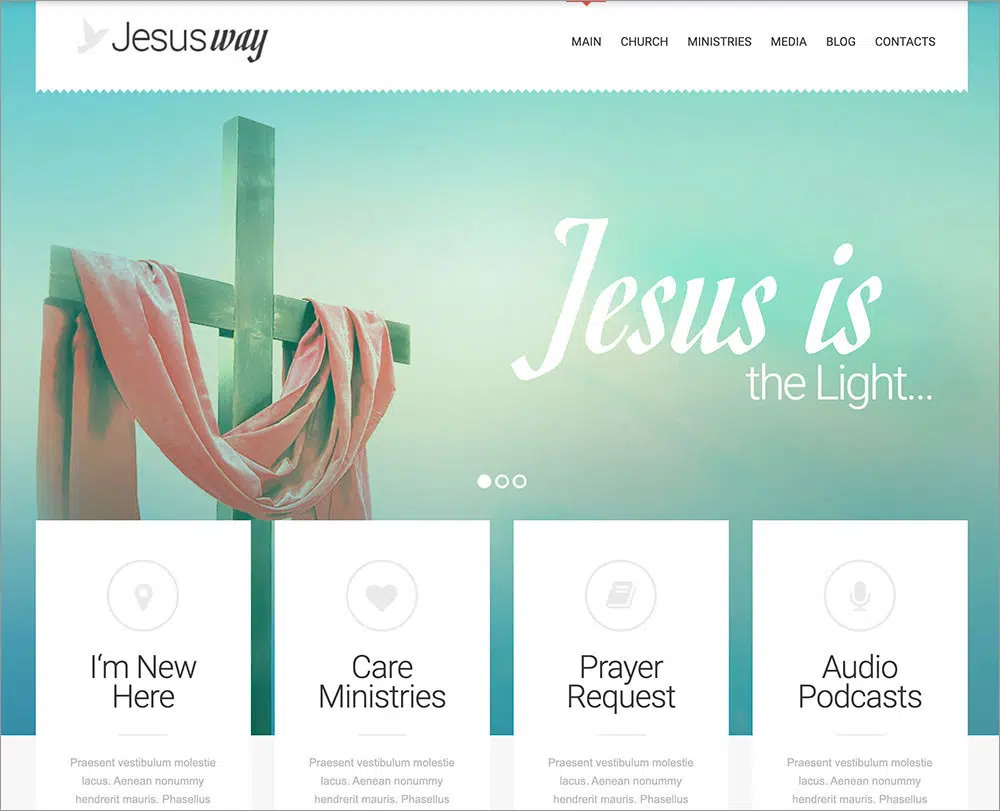 Jesus way
MAIN CHURCH MINISTRIES MEDIA BLOG CONTACTS
Jesus is
the Light...
I'm New
Here
Praesent vestibulum molestie
lacus. Aenean nonummy
hendrerit mauris. Phasellus
Care
Ministries
Praesent vestibulum molestie
lacus. Aenean nonummy
hendrerit mauris. Phasellus
Prayer
Request
Praesent vestibulum molestie
lacus. Aenean nonummy
hendrerit mauris. Phasellus
Audio
Podcasts
Praesent vestibulum molestie
lacus. Aenean nonummy
hendrerit mauris. Phasellus